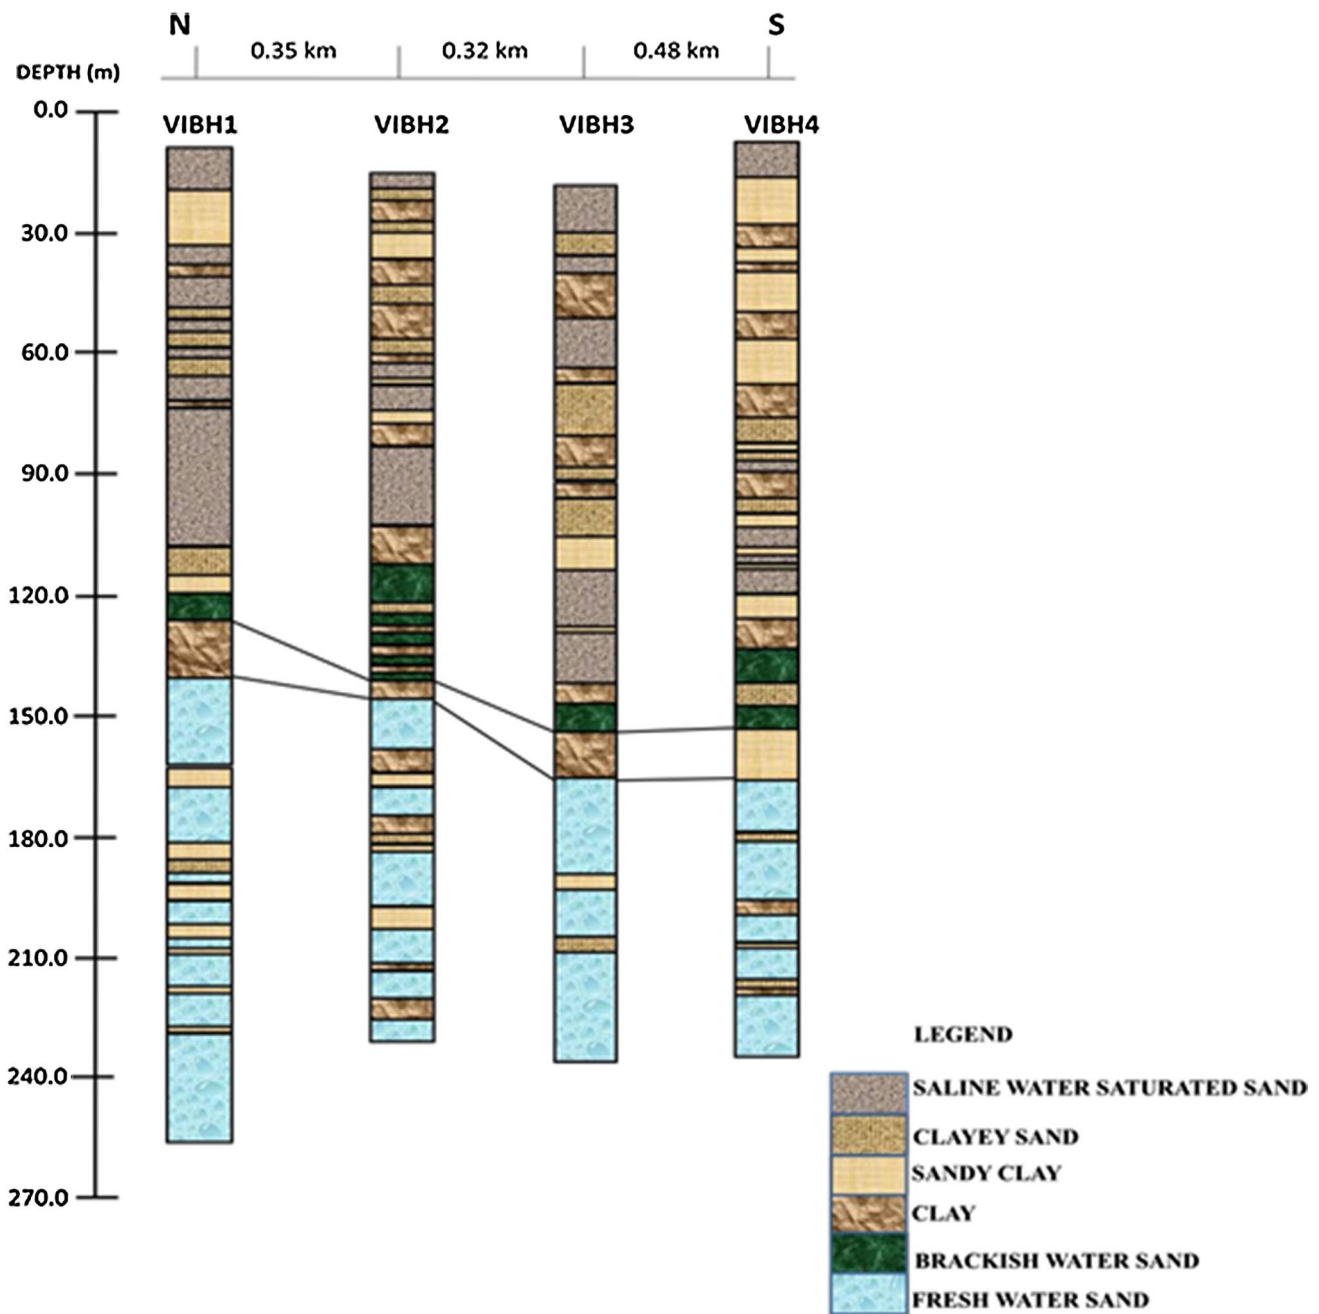 N S
0.35 km 0.32 km 0.48 km
DEPTH (m)
0.0
VIBH1 VIBH2 VIBH3 VIBH4
30.0
60.0
90.0
120.0
150.0
180.0
210.0
240.0
270.0
LEGEND
SALINE WATER SATURATED SAND
CLAYEY SAND
SANDY CLAY
CLAY
BRACKISH WATER SAND
FRESH WATER SAND